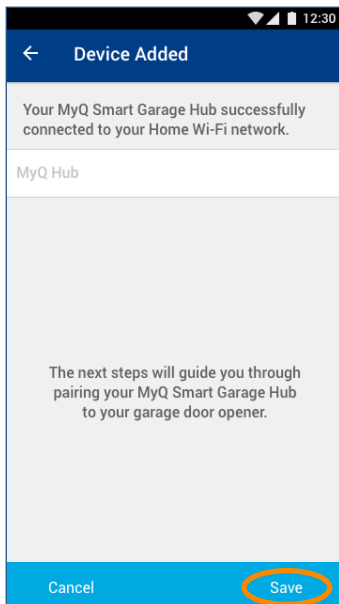 12:30
Device Added
Your MyQ Smart Garage Hub successfully
connected to your Home Wi-Fi network.
MyQ Hub
The next steps will guide you through
pairing your MyQ Smart Garage Hub
to your garage door opener.
Cancel Save